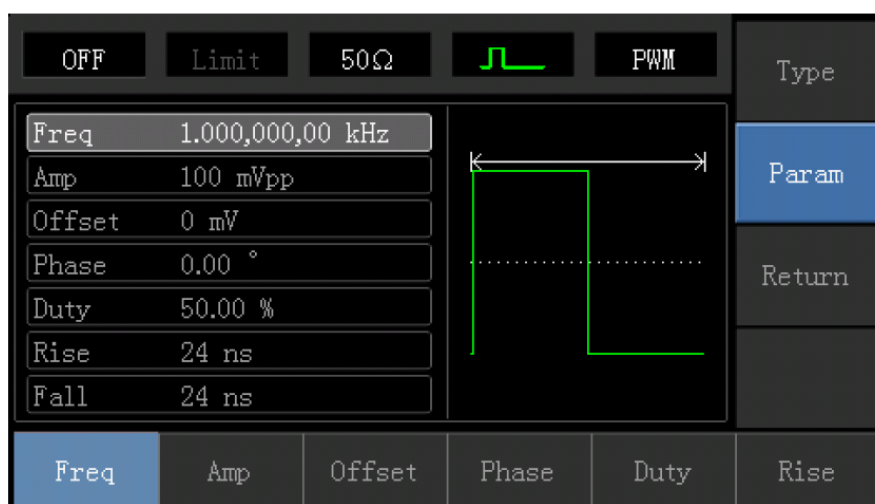 OFF Limit 50Ω PWM
Type
Freq 1.000,000,00 kHz
Amp 100 mVpp
Offset 0 mV
Phase 0.00 °
Duty 50.00 %
Rise 24 ns
Fall 24 ns
Param
Return
Freq Amp Offset Phase Duty Rise